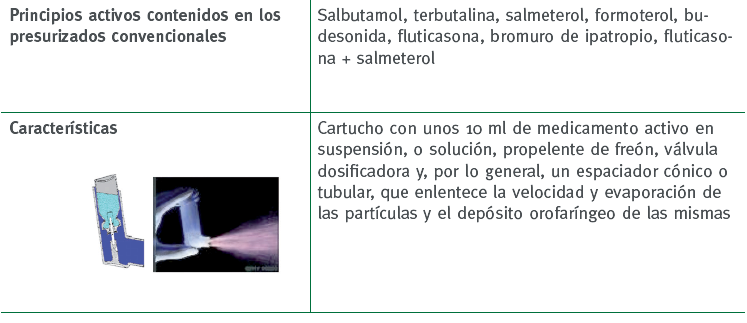 Principios activos contenidos en los
presurizados convencionales
Salbutamol, terbutalina, salmeterol, formoterol, bu-
desonida, fluticasona, bromuro de ipatropio, fluticaso-
na + salmeterol
Características
Cartucho con unos 10 ml de medicamento activo en
suspensión, o solución, propelente de freón, válvula
dosificadora y, por lo general, un espaciador cónico o
tubular, que enlentece la velocidad y evaporación de
las partículas y el depósito orofaríngeo de las mismas